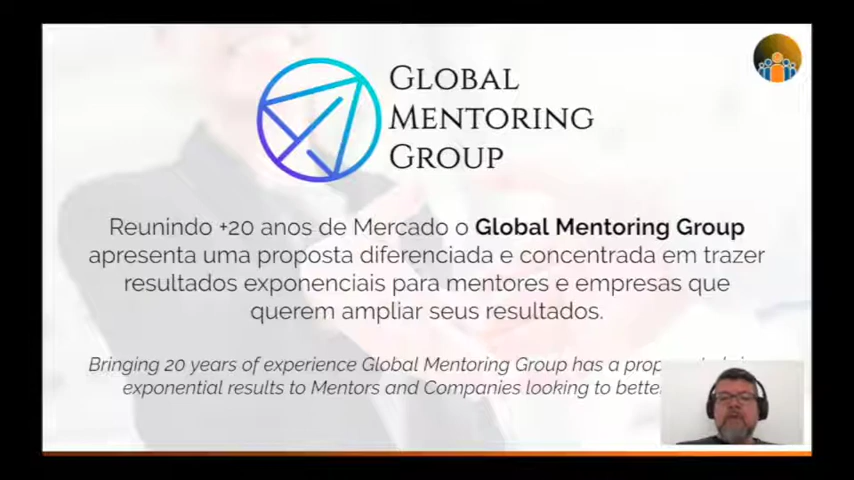 GLOBAL
MENTORING
GROUP
Reunindo +20 anos de Mercado o Global Mentoring Group
apresenta uma proposta diferenciada e concentrada em trazer
resultados exponenciais para mentores e empresas que
querem ampliar seus resultados.
Bringing 20 years of experience Global Mentoring Group has a
exponential results to Mentors and Companies looking to